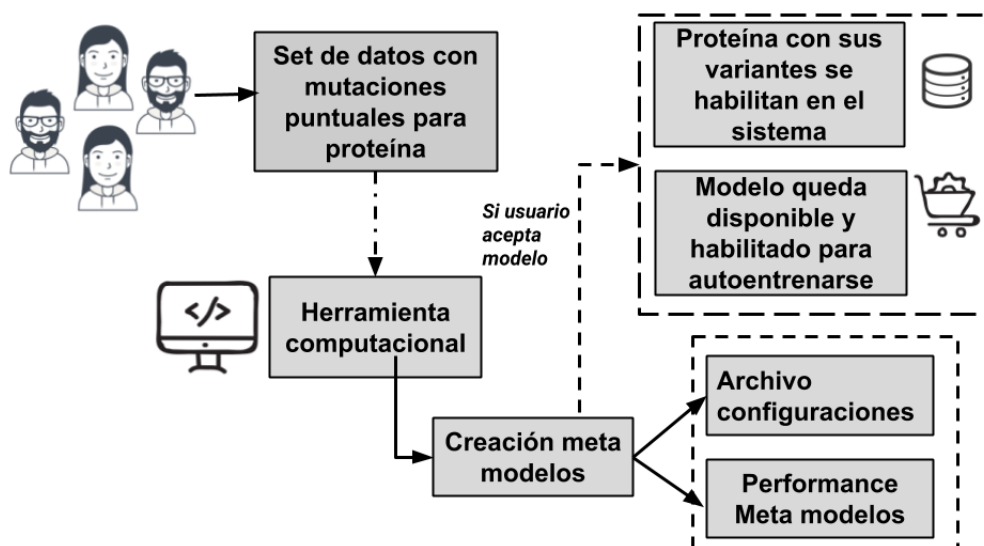 Set de datos con
mutaciones
puntuales para
proteína
Proteína con sus
variantes se
habilitan en el
sistema
Si usuario
acepta
modelo
Modelo queda
disponible y
habilitado para
autoentrenarse
</>
Herramienta
computacional
Creación meta
modelos
Archivo
configuraciones
Performance
Meta modelos